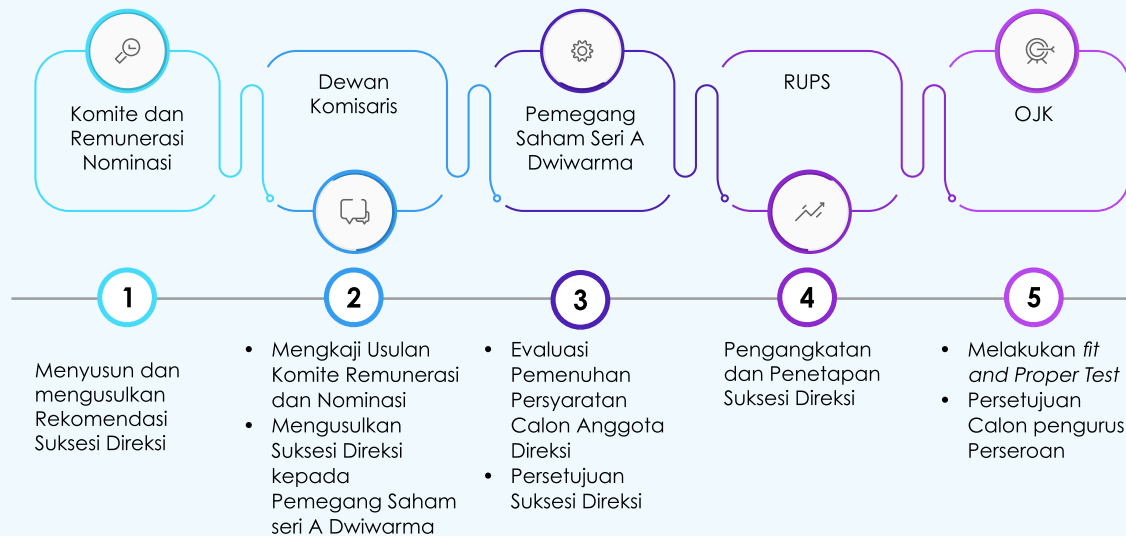 Komite dan
Remunerasi
Nominasi
Dewan
Komisaris
Pemegang
Saham Seri A
Dwiwarma
RUPS
OJK
1
2
3
4
5
Menyusun dan
mengusulkan
Rekomendasi
Suksesi Direksi
• Mengkaji Usulan
Komite Remunerasi
dan Nominasi
• Mengusulkan
Suksesi Direksi
kepada
Pemegang Saham
seri A Dwiwarma
• Evaluasi
Pemenuhan
Persyaratan
Calon Anggota
Direksi
• Persetujuan
Suksesi Direksi
Pengangkatan
dan Penetapan
Suksesi Direksi
• Melakukan fit
and Proper Test
• Persetujuan
Calon pengurus
Perseroan